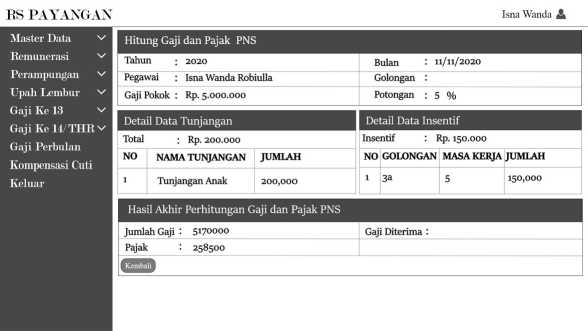 RS PAYANGAN
Isna Wanda
Master Data
Remunerasi
Perampungan
Upah Lembur
Gaji Ke 13
Gaji Ke 14/THR
Gaji Perbulan
Kompensasi Cuti
Keluar
Hitung Gaji dan Pajak PNS
Tahun : 2020
Bulan : 11/11/2020
Pegawai : Isna Wanda Robiulla
Golongan :
Gaji Pokok : Rp. 5.000.000
Potongan : 5 %
Detail Data Tunjangan
Total : Rp. 200.000
NO NAMA TUNJANGAN JUMLAH
1 Tunjangan Anak 200,000
Detail Data Insentif
Insentif : Rp. 150.000
NO GOLONGAN MASA KERJA JUMLAH
1 3a 5 150,000
Hasil Akhir Perhitungan Gaji dan Pajak PNS
Jumlah Gaji : 5170000
Gaji Diterima :
Pajak : 258500
Kembali